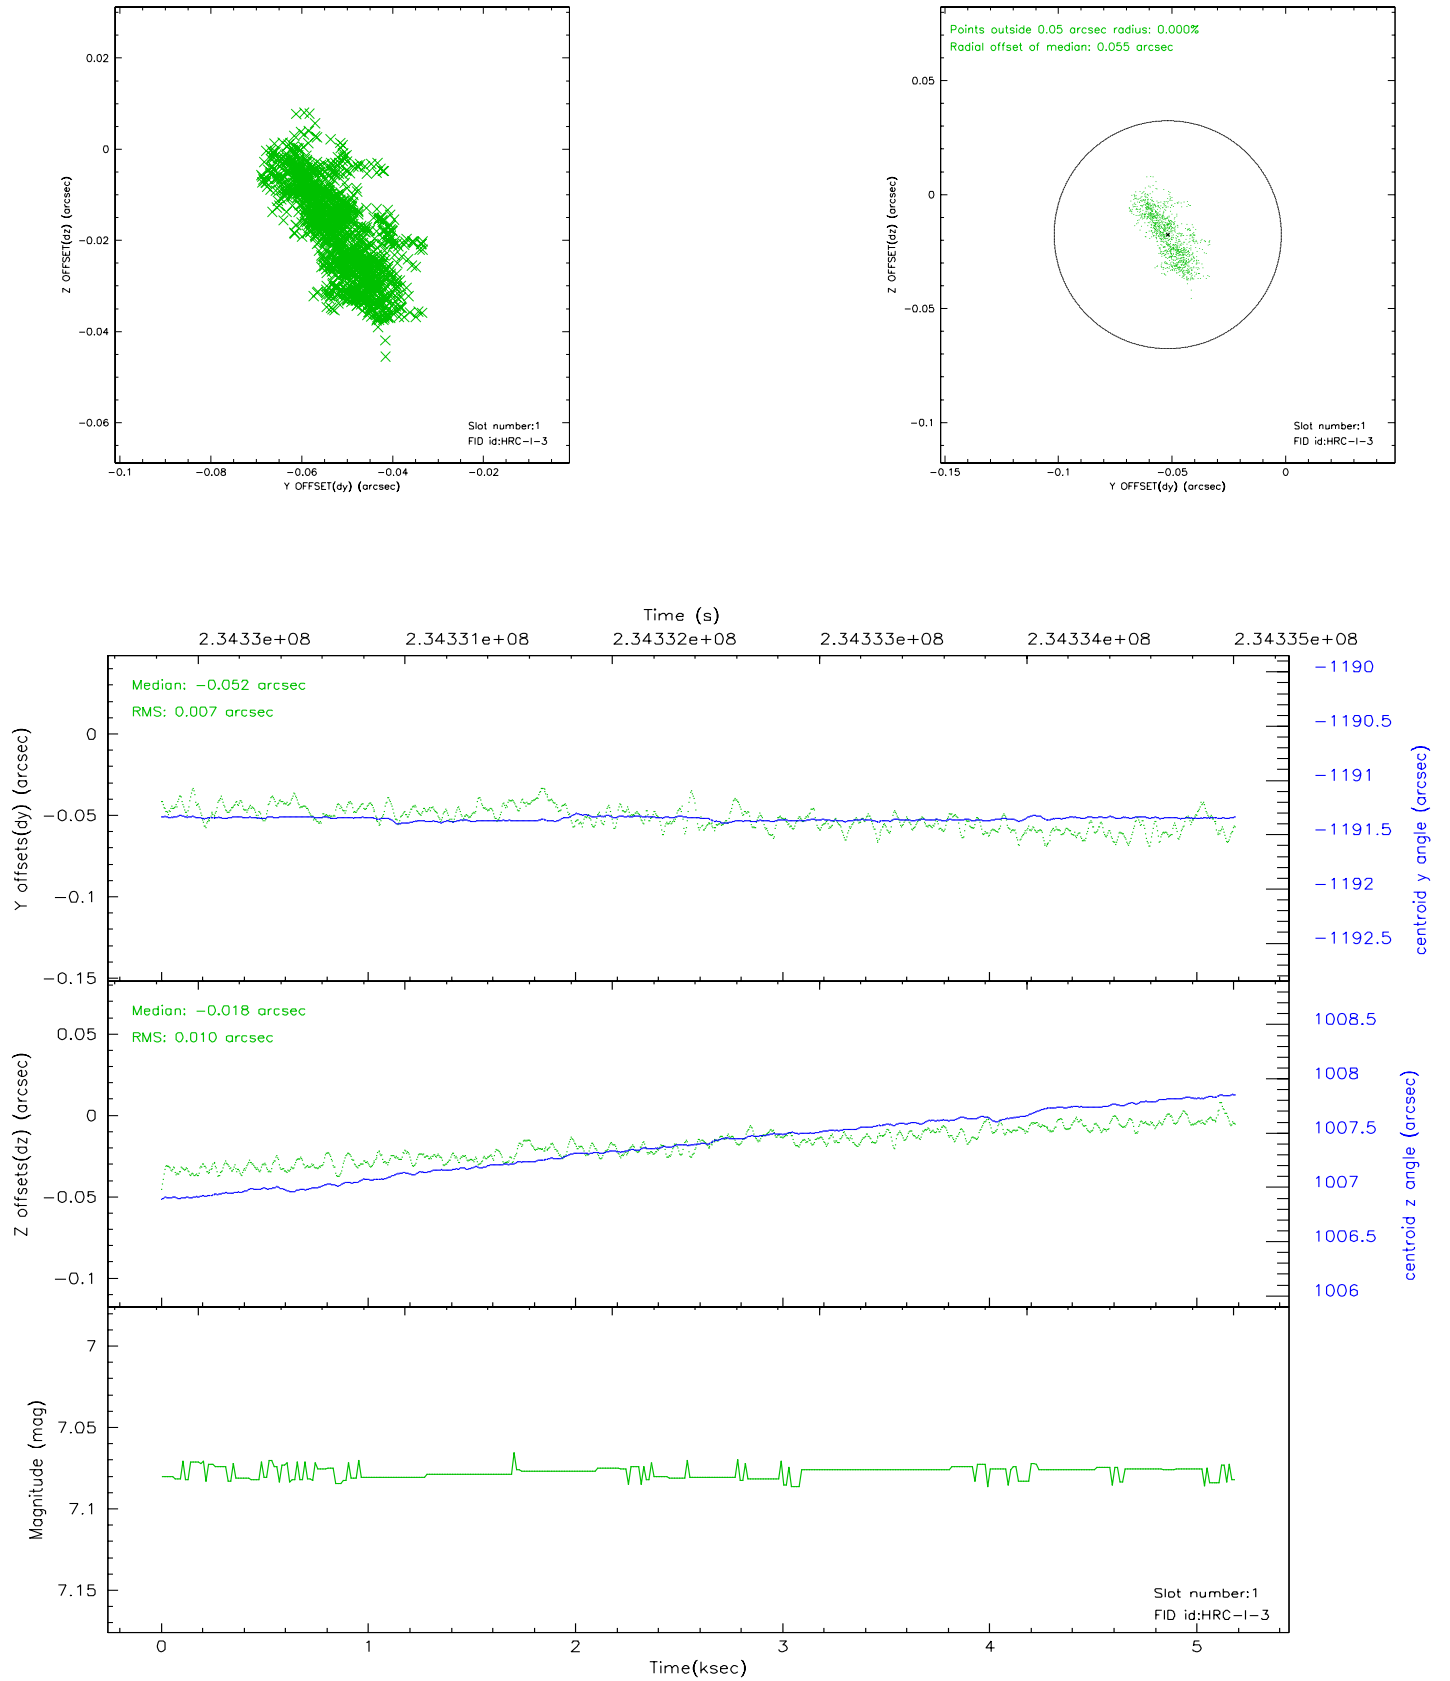 0.02
0
−0.02
−0.04
−0.06
Z OFFSET(dz) (arcsec)
−0.1
−0.08
−0.06
−0.04
−0.02
Y OFFSET(dy) (arcsec)
Slot number:1
FID id:HRC−I−3
Points outside 0.05 arcsec radius: 0.000%
Radial offset of median: 0.055 arcsec
0.05
0
−0.05
−0.1
Z OFFSET(dz) (arcsec)
−0.15
−0.1
−0.05
0
Y OFFSET(dy) (arcsec)
Slot number:1
FID id:HRC−I−3
Time (s)
2.3433e+08
2.34331e+08
2.34332e+08
2.34333e+08
2.34334e+08
2.34335e+08
Median: −0.052 arcsec
RMS: 0.007 arcsec
0
−0.05
−0.1
−0.15
Y offsets(dy) (arcsec)
−1190
−1190.5
−1191
−1191.5
−1192
−1192.5
centroid y angle (arcsec)
Median: −0.018 arcsec
RMS: 0.010 arcsec
0.05
0
−0.05
−0.1
Z offsets(dz) (arcsec)
1008.5
1008
1007.5
1007
1006.5
1006
centroid z angle (arcsec)
7
7.05
7.1
7.15
Magnitude (mag)
Slot number:1
FID id:HRC−I−3
0
1
2
3
4
5
Time(ksec)